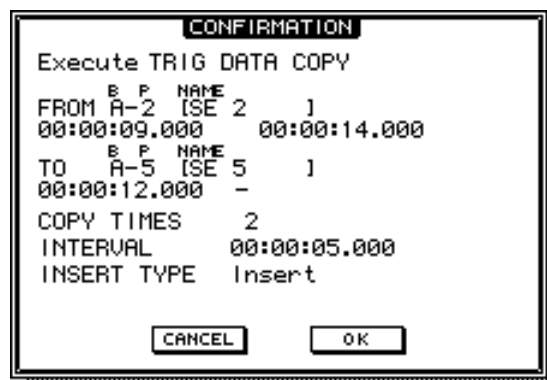 CONFIRMATION
Execute TRIG DATA COPY
B P NAME
FROM A-2 [SE 2 ]
00:00:09.000 00:00:14.000
B P NAME
TO A-5 [SE 5 ]
00:00:12.000 -
COPY TIMES 2
INTERVAL 00:00:05.000
INSERT TYPE Insert
CANCEL OK